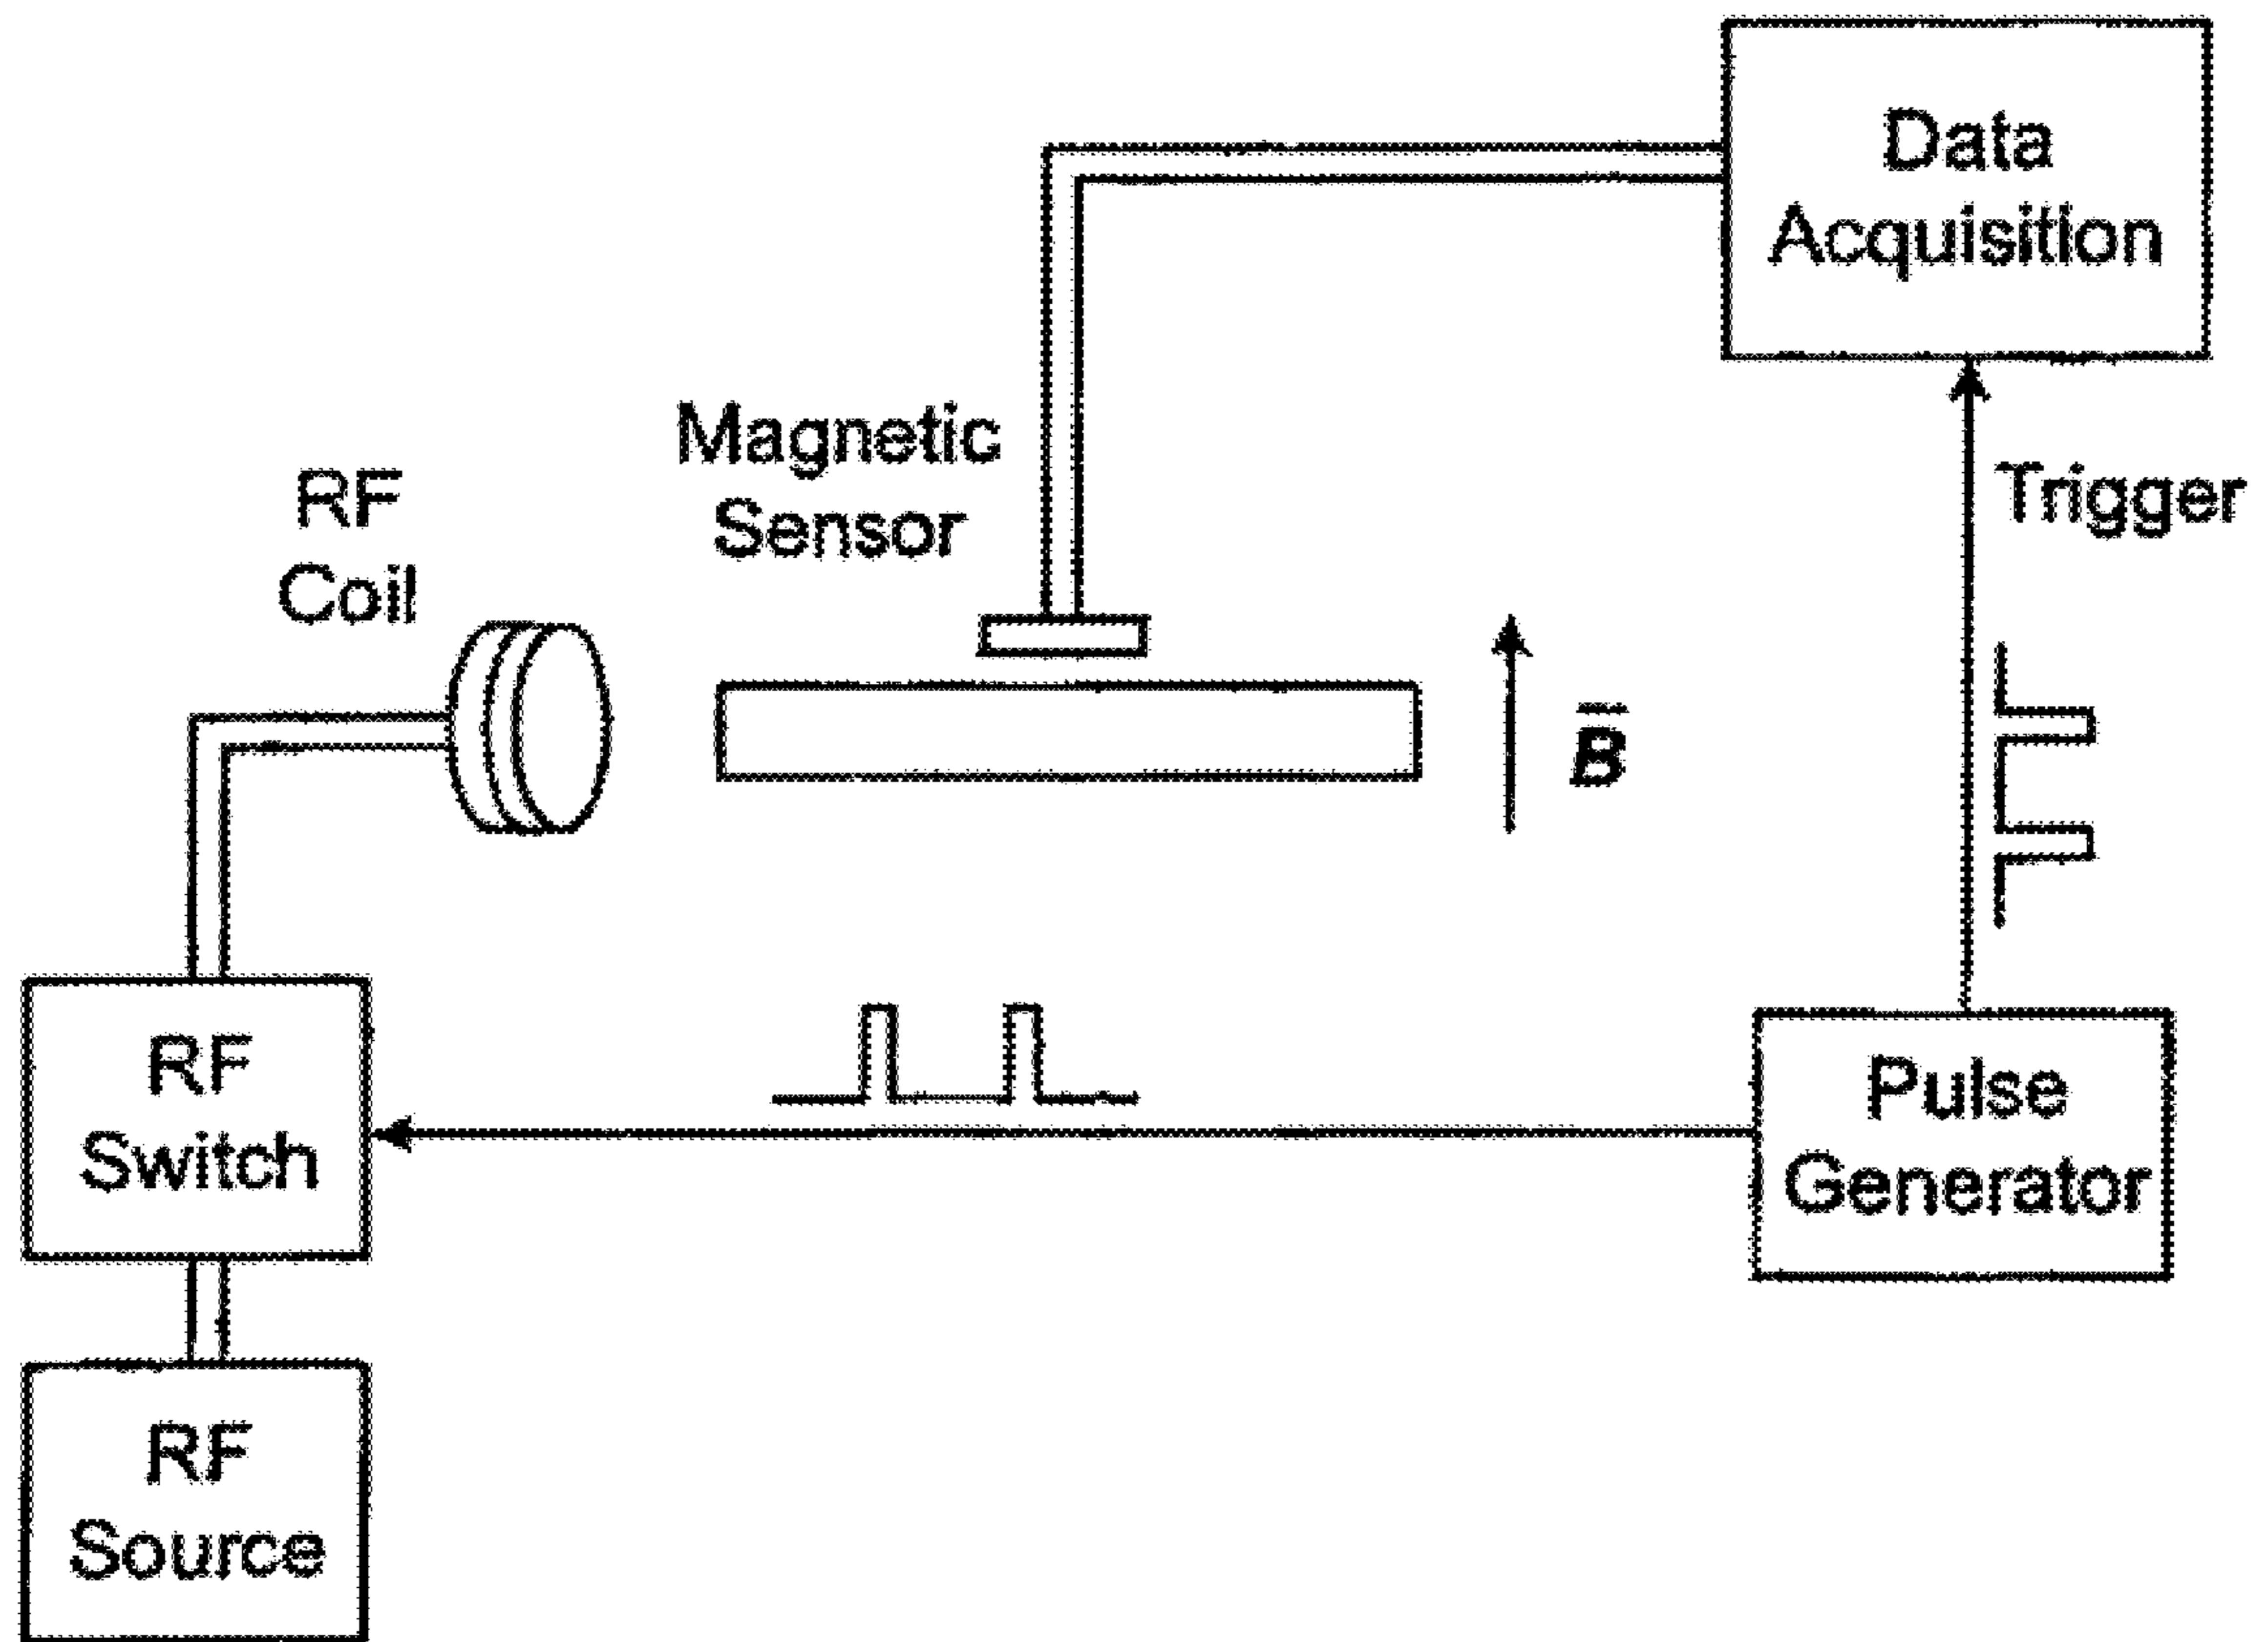 Data
Acquisition
Magnetic
Sensor
RF
Coil
Trigger
B̅
RF
Switch
Pulse
Generator
RF
Source